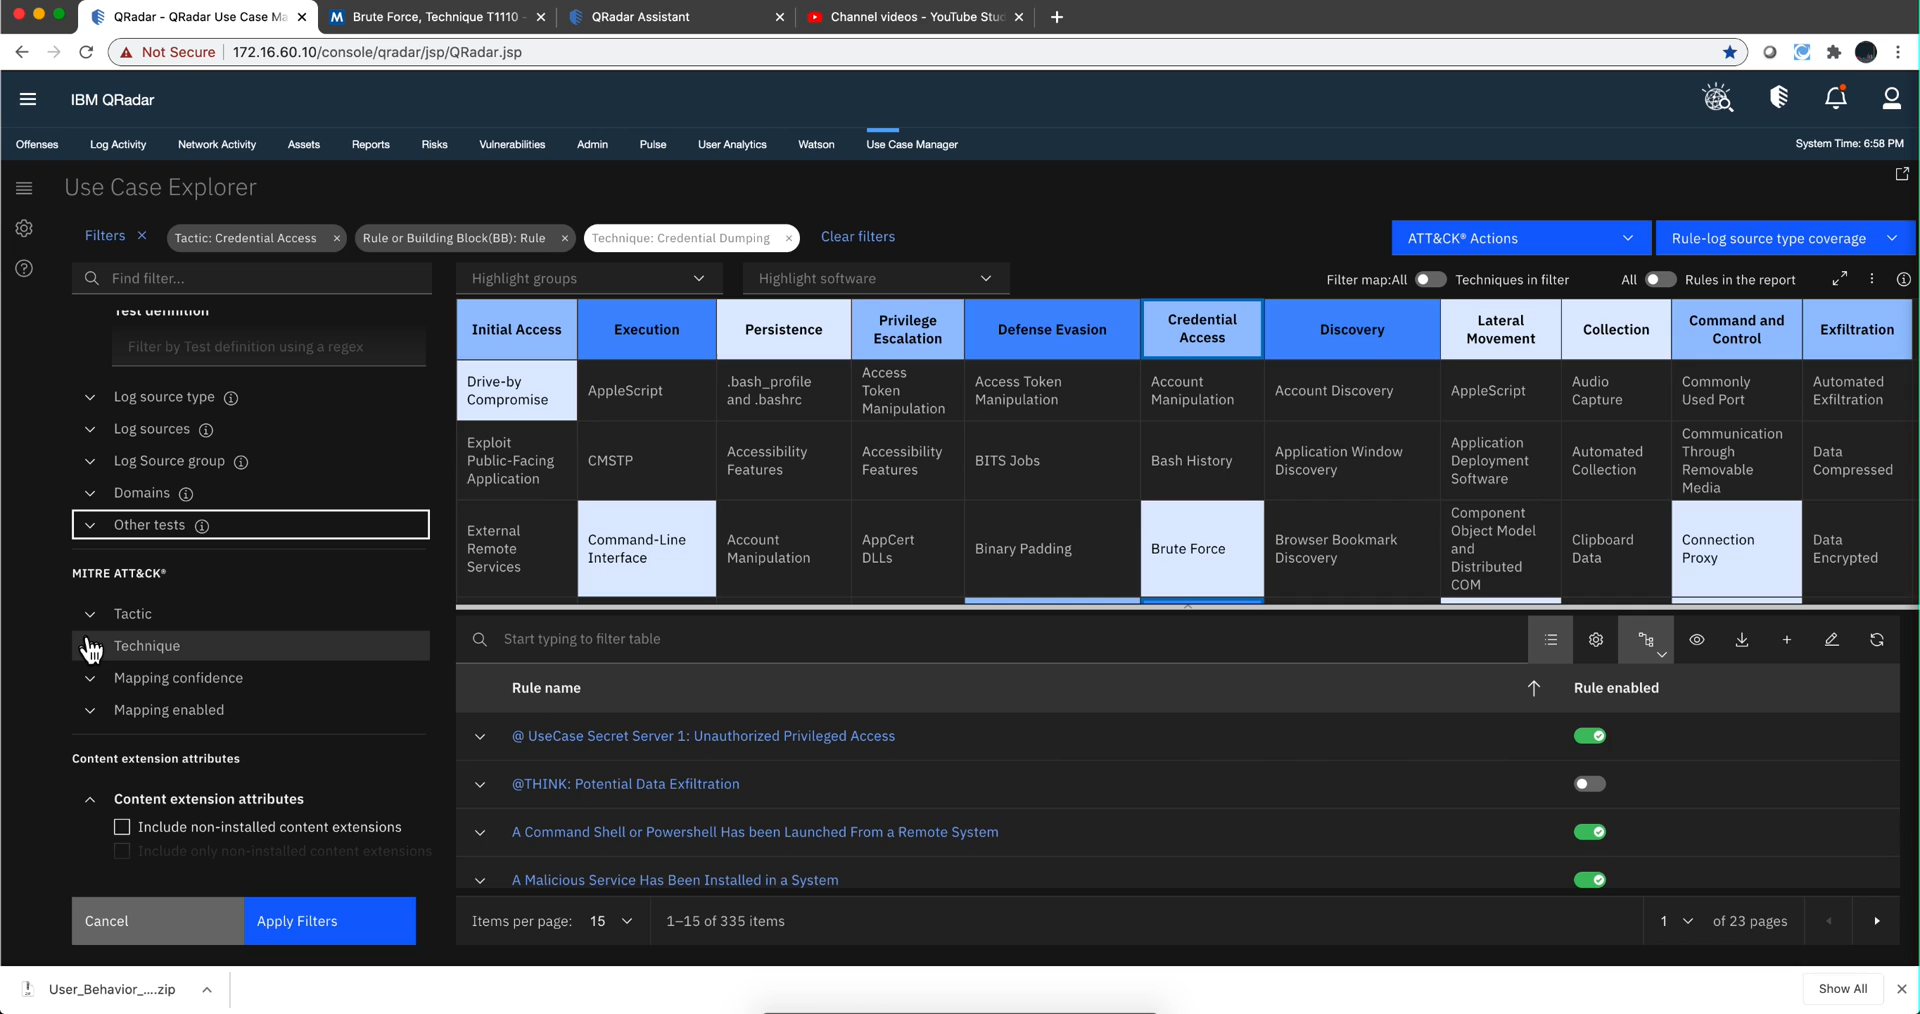 QRadar - QRadar Use Case Ma
Brute Force, Technique T1110 -
QRadar Assistant
Channel videos - YouTube Stud
Not Secure
172.16.60.10/console/qradar/jsp/QRadar.jsp
IBM QRadar
Offenses
Log Activity
Network Activity
Assets
Reports
Risks
Vulnerabilities
Admin
Pulse
User Analytics
Watson
Use Case Manager
System Time: 6:58 PM
Use Case Explorer
Filters
Tactic: Credential Access
Rule or Building Block(BB): Rule
Technique: Credential Dumping
Clear filters
ATT&CK® Actions
Rule-log source type coverage
Find filter...
Highlight groups
Highlight software
Filter map:All
Techniques in filter
All
Rules in the report
Test definition
Filter by Test definition using a regex
Log source type
Log sources
Log Source group
Domains
Other tests
MITRE ATT&CK®
Tactic
Technique
Mapping confidence
Mapping enabled
Content extension attributes
Content extension attributes
Include non-installed content extensions
Include only non-installed content extensions
Cancel
Apply Filters
Initial Access
Execution
Persistence
Privilege
Escalation
Defense Evasion
Credential
Access
Discovery
Lateral
Movement
Collection
Command and
Control
Exfiltration
Drive-by
Compromise
AppleScript
.bash_profile
and .bashrc
Access
Token
Manipulation
Access Token
Manipulation
Account
Manipulation
Account Discovery
AppleScript
Audio
Capture
Commonly
Used Port
Automated
Exfiltration
Exploit
Public-Facing
Application
CMSTP
Accessibility
Features
Accessibility
Features
BITS Jobs
Bash History
Application Window
Discovery
Application
Deployment
Software
Automated
Collection
Communication
Through
Removable
Media
Data
Compressed
External
Remote
Services
Command-Line
Interface
Account
Manipulation
AppCert
DLLs
Binary Padding
Brute Force
Browser Bookmark
Discovery
Component
Object Model
and
Distributed
COM
Clipboard
Data
Connection
Proxy
Data
Encrypted
Start typing to filter table
Rule name
Rule enabled
@ UseCase Secret Server 1: Unauthorized Privileged Access
@THINK: Potential Data Exfiltration
A Command Shell or Powershell Has been Launched From a Remote System
A Malicious Service Has Been Installed in a System
Items per page: 15
1–15 of 335 items
1
of 23 pages
User_Behavior_....zip
Show All